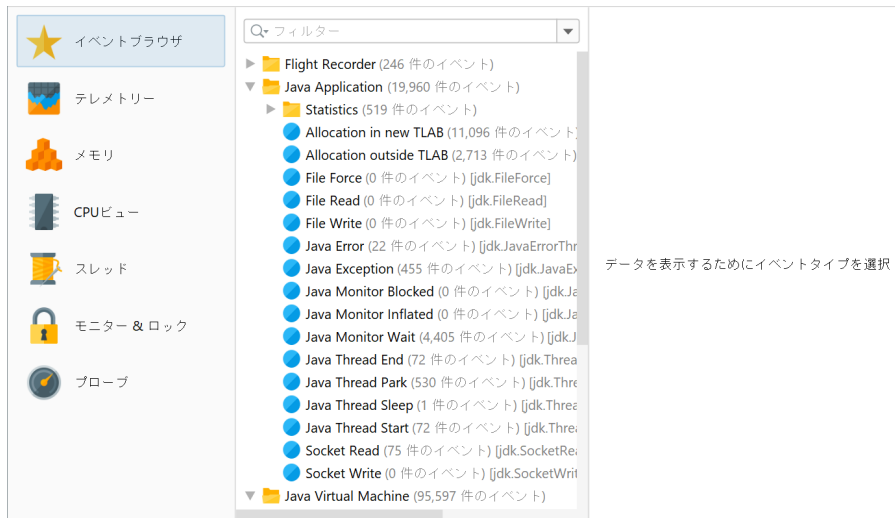 イベントブラウザ
テレメトリー
メモリ
CPUビュー
スレッド
モニター & ロック
プローブ
フィルター
Flight Recorder (246 件のイベント)
Java Application (19,960 件のイベント)
Statistics (519 件のイベント)
Allocation in new TLAB (11,096 件のイベント)
Allocation outside TLAB (2,713 件のイベント)
File Force (0 件のイベント) [jdk.FileForce]
File Read (0 件のイベント) [jdk.FileRead]
File Write (0 件のイベント) [jdk.FileWrite]
Java Error (22 件のイベント) [jdk.JavaErrorThr
Java Exception (455 件のイベント) [jdk.JavaEx
Java Monitor Blocked (0 件のイベント) [jdk.Ja
Java Monitor Inflated (0 件のイベント) [jdk.Ja
Java Monitor Wait (4,405 件のイベント) [jdk.J
Java Thread End (72 件のイベント) [jdk.Threa
Java Thread Park (530 件のイベント) [jdk.Thre
Java Thread Sleep (1 件のイベント) [jdk.Threa
Java Thread Start (72 件のイベント) [jdk.Threa
Socket Read (75 件のイベント) [jdk.SocketRea
Socket Write (0 件のイベント) [jdk.SocketWrit
Java Virtual Machine (95,597 件のイベント)
データを表示するためにイベントタイプを選択